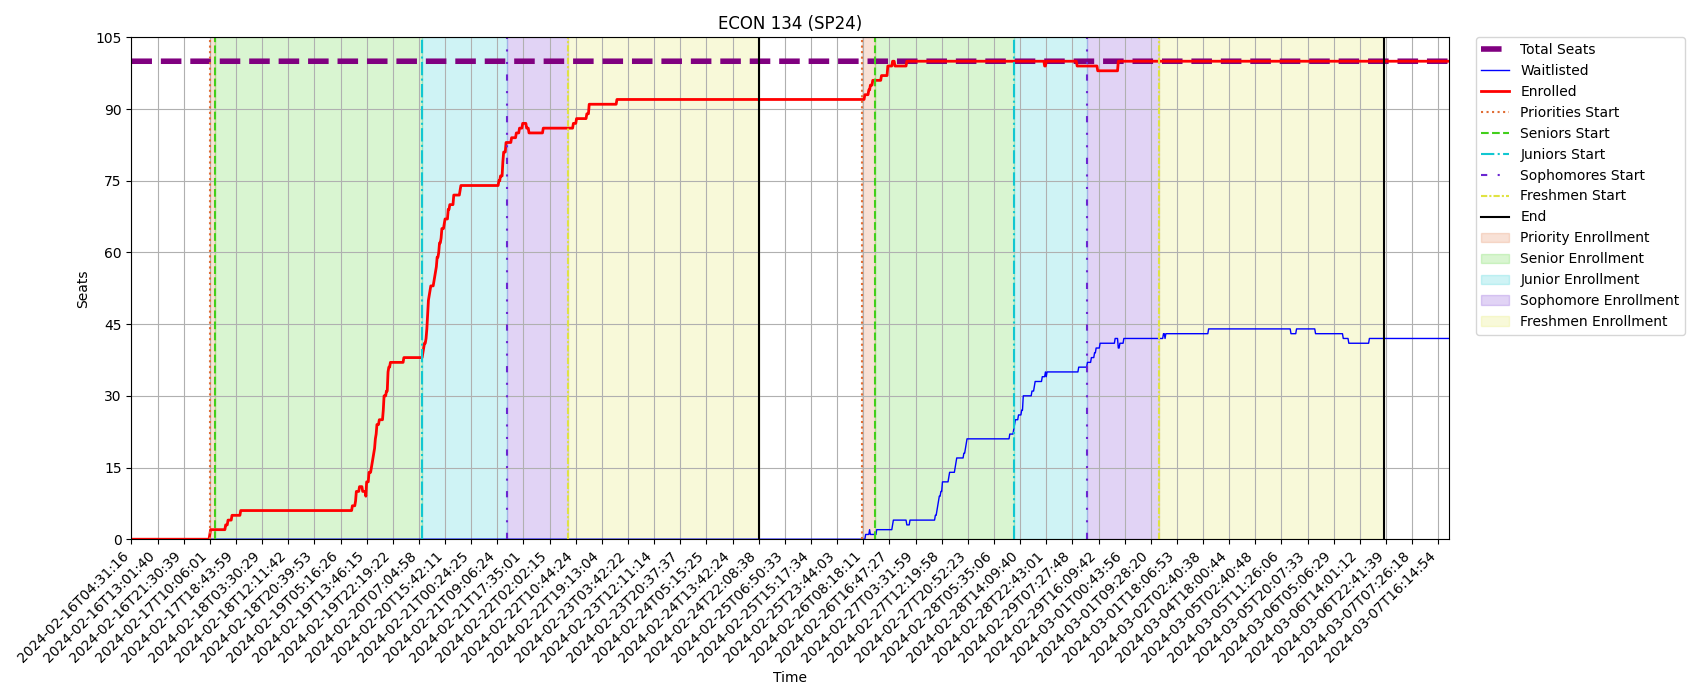 ECON 134 (SP24)
105
90
75
60
45
30
15
0
Seats
2024-02-16T04:31:16
2024-02-16T13:01:40
2024-02-16T21:30:39
2024-02-17T10:06:01
2024-02-17T18:43:59
2024-02-18T03:30:29
2024-02-18T12:11:42
2024-02-18T20:39:53
2024-02-19T05:16:26
2024-02-19T13:46:15
2024-02-19T22:19:22
2024-02-20T07:04:58
2024-02-20T15:42:11
2024-02-21T00:24:25
2024-02-21T09:06:24
2024-02-21T17:35:01
2024-02-22T02:02:15
2024-02-22T10:44:24
2024-02-22T19:13:04
2024-02-23T03:42:22
2024-02-23T12:11:14
2024-02-23T20:37:37
2024-02-24T05:15:25
2024-02-24T13:42:24
2024-02-24T22:08:38
2024-02-25T06:50:33
2024-02-25T15:17:34
2024-02-25T23:44:03
2024-02-26T08:18:11
2024-02-26T16:47:27
2024-02-27T03:31:59
2024-02-27T12:19:58
2024-02-27T20:52:23
2024-02-28T05:35:06
2024-02-28T14:09:40
2024-02-28T22:43:01
2024-02-29T07:27:48
2024-02-29T16:09:42
2024-03-01T00:43:56
2024-03-01T09:28:20
2024-03-01T18:06:53
2024-03-02T02:40:38
2024-03-04T18:00:44
2024-03-05T02:40:48
2024-03-05T11:26:06
2024-03-05T20:07:33
2024-03-06T05:06:29
2024-03-06T14:01:12
2024-03-06T22:41:39
2024-03-07T07:26:18
2024-03-07T16:14:54
Time
Total Seats
Waitlisted
Enrolled
Priorities Start
Seniors Start
Juniors Start
Sophomores Start
Freshmen Start
End
Priority Enrollment
Senior Enrollment
Junior Enrollment
Sophomore Enrollment
Freshmen Enrollment